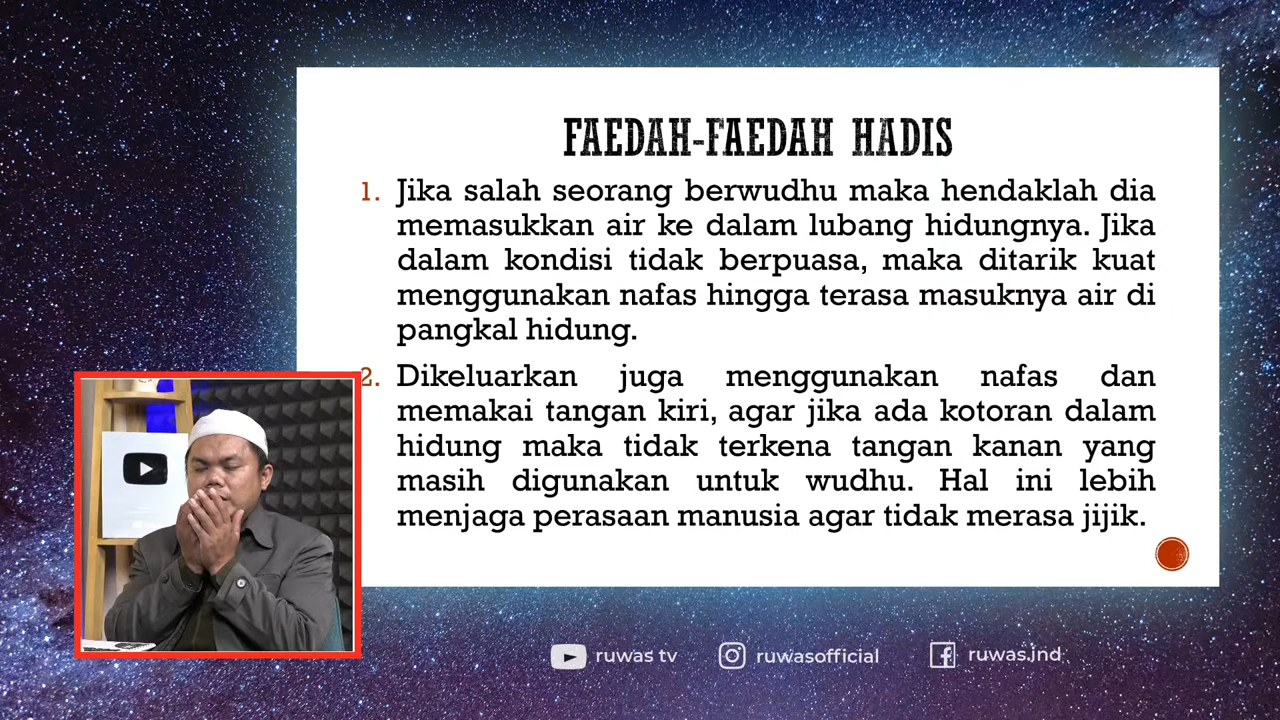 FAEDAH-FAEDAH HADIS
1. Jika salah seorang berwudhu maka hendaklah dia
memasukkan air ke dalam lubang hidungnya. Jika
dalam kondisi tidak berpuasa, maka ditarik kuat
menggunakan nafas hingga terasa masuknya air di
pangkal hidung.
2. Dikeluarkan juga menggunakan nafas dan
memakai tangan kiri, agar jika ada kotoran dalam
hidung maka tidak terkena tangan kanan yang
masih digunakan untuk wudhu. Hal ini lebih
menjaga perasaan manusia agar tidak merasa jijik.
ruwas tv ruwasofficial ruwas.jnd